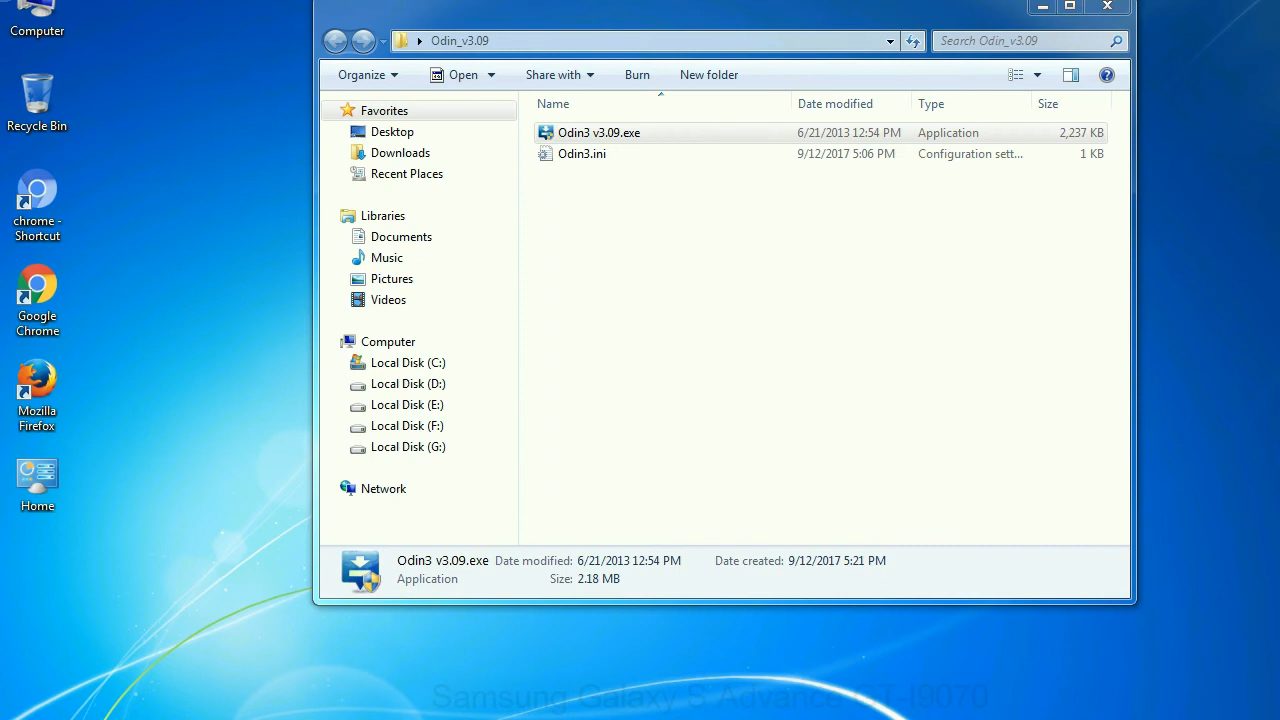 Computer
Recycle Bin
chrome -
Shortcut
Google
Chrome
Mozilla
Firefox
Home
Odin_v3.09
Search Odin_v3.09
Organize
Open
Share with
Burn
New folder
Name
Date modified
Type
Size
Odin3 v3.09.exe 6/21/2013 12:54 PM Application 2,237 KB
Odin3.ini 9/12/2017 5:06 PM Configuration sett... 1 KB
Favorites
Desktop
Downloads
Recent Places
Libraries
Documents
Music
Pictures
Videos
Computer
Local Disk (C:)
Local Disk (D:)
Local Disk (E:)
Local Disk (F:)
Local Disk (G:)
Network
Odin3 v3.09.exe Date modified: 6/21/2013 12:54 PM Date created: 9/12/2017 5:21 PM
Application Size: 2.18 MB
Samsung Galaxy S Advance GT-I9070